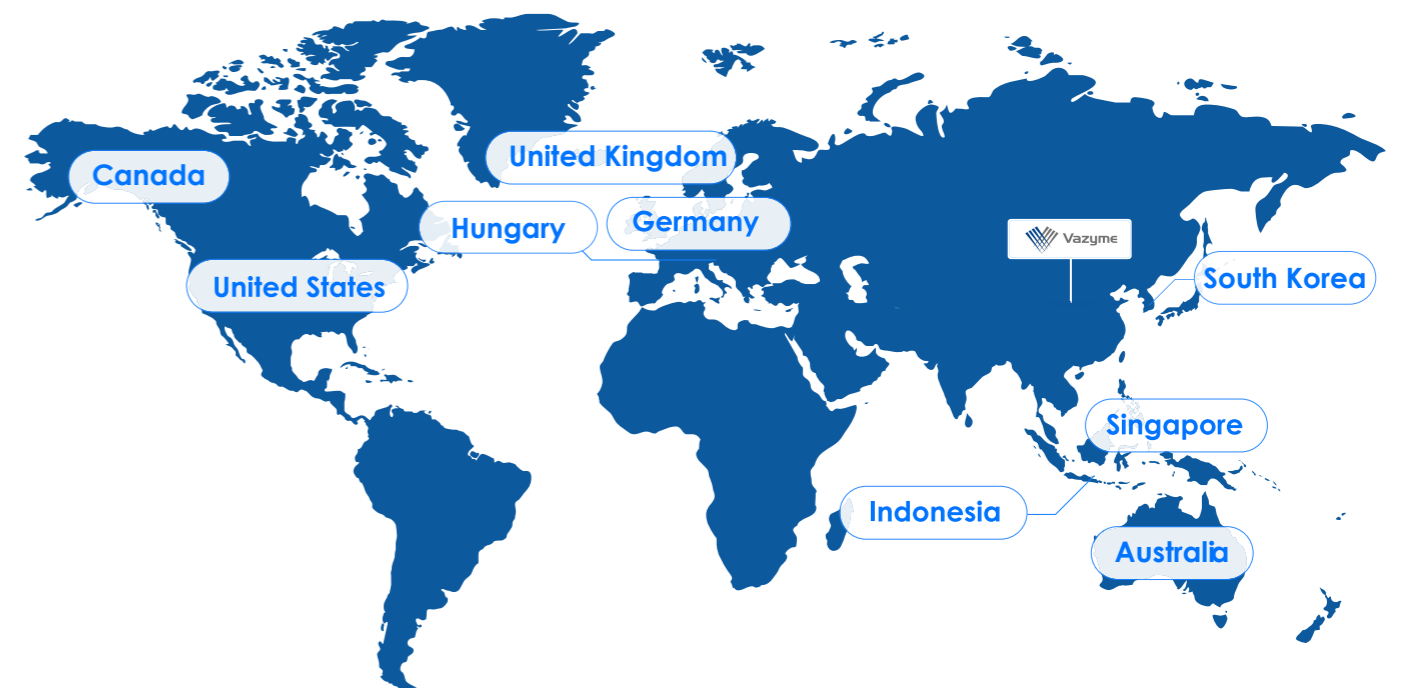 United Kingdom
Canada
Hungary
Germany
Vazyme
South Korea
United States
Singapore
Indonesia
Australia